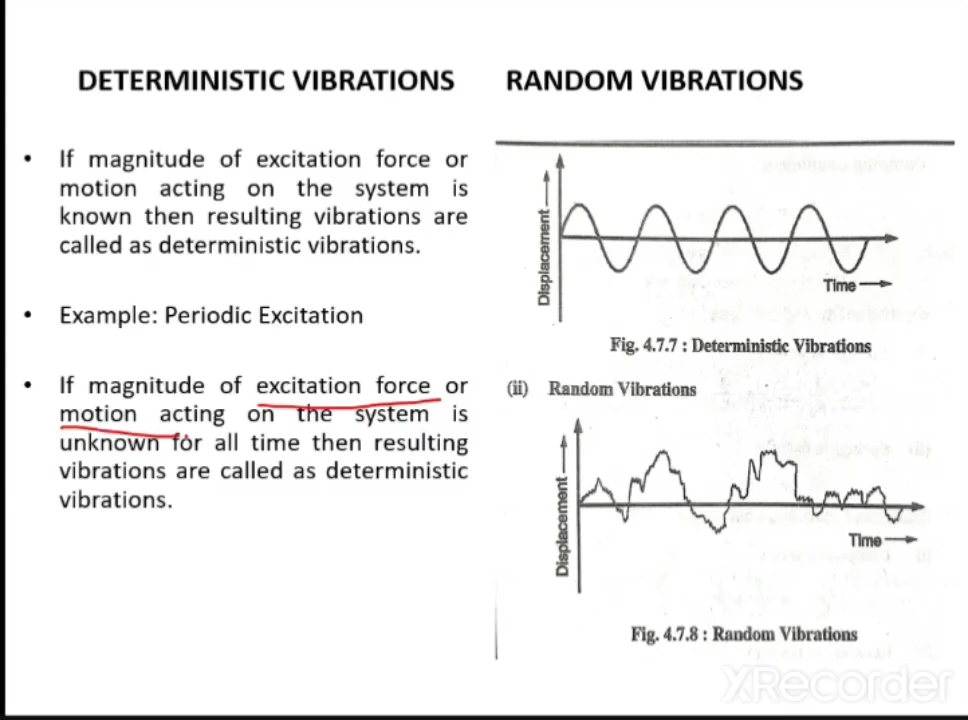 DETERMINISTIC VIBRATIONS
RANDOM VIBRATIONS
• If magnitude of excitation force or
motion acting on the system is
known then resulting vibrations are
called as deterministic vibrations.
• Example: Periodic Excitation
• If magnitude of excitation force or
motion acting on the system is
unknown for all time then resulting
vibrations are called as deterministic
vibrations.
Displacement
Time
Fig. 4.7.7 : Deterministic Vibrations
(ii) Random Vibrations
Displacement
Time
Fig. 4.7.8 : Random Vibrations
XRecorder